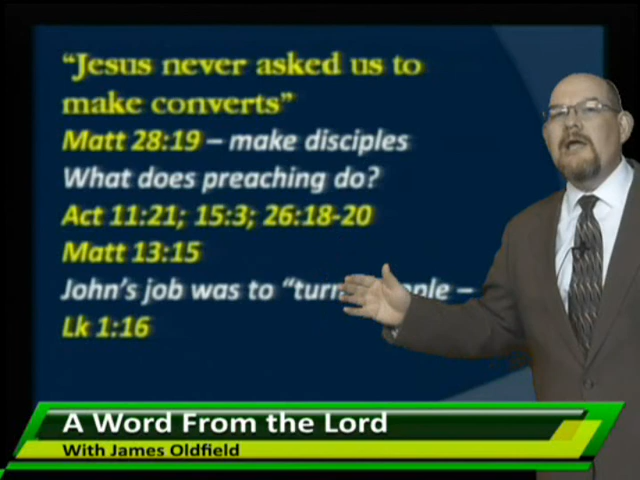 “Jesus never asked us to
make converts”
Matt 28:19 – make disciples
What does preaching do?
Act 11:21; 15:3; 26:18-20
Matt 13:15
John’s job was to “turn –
Lk 1:16
A Word From the Lord
With James Oldfield